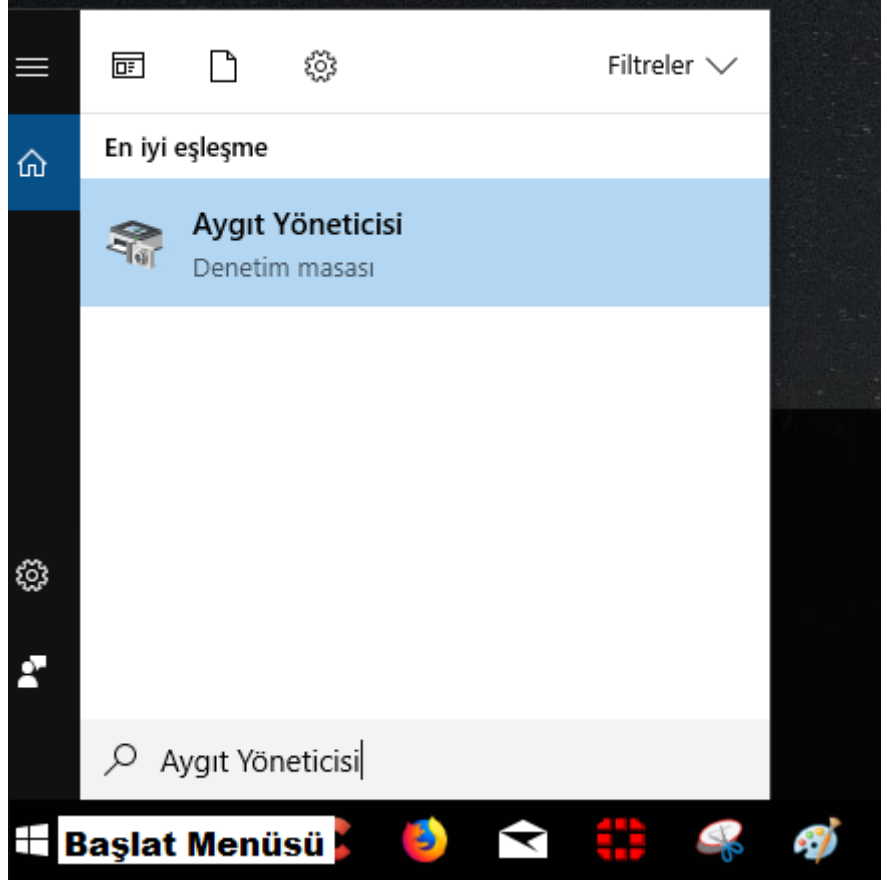 Filtreler
En iyi eşleşme
Aygıt Yöneticisi
Denetim masası
Aygıt Yöneticisi
Başlat Menüsü